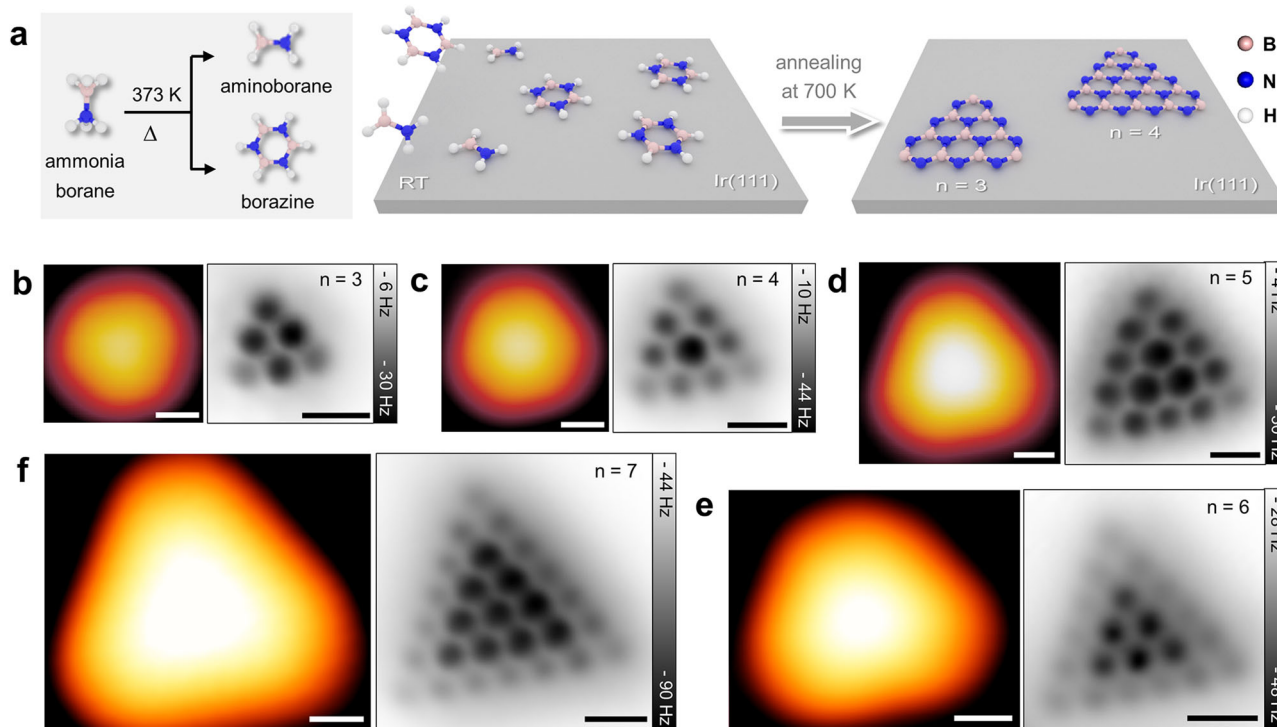 a
373 K
Δ
ammonia
borane
aminoborane
borazine
RT
Ir(111)
annealing
at 700 K
n = 3
n = 4
Ir(111)
B
N
H
b
n = 3
- 6 Hz
- 30 Hz
c
n = 4
- 10 Hz
- 44 Hz
d
n = 5
f
n = 7
- 44 Hz
- 90 Hz
e
n = 6